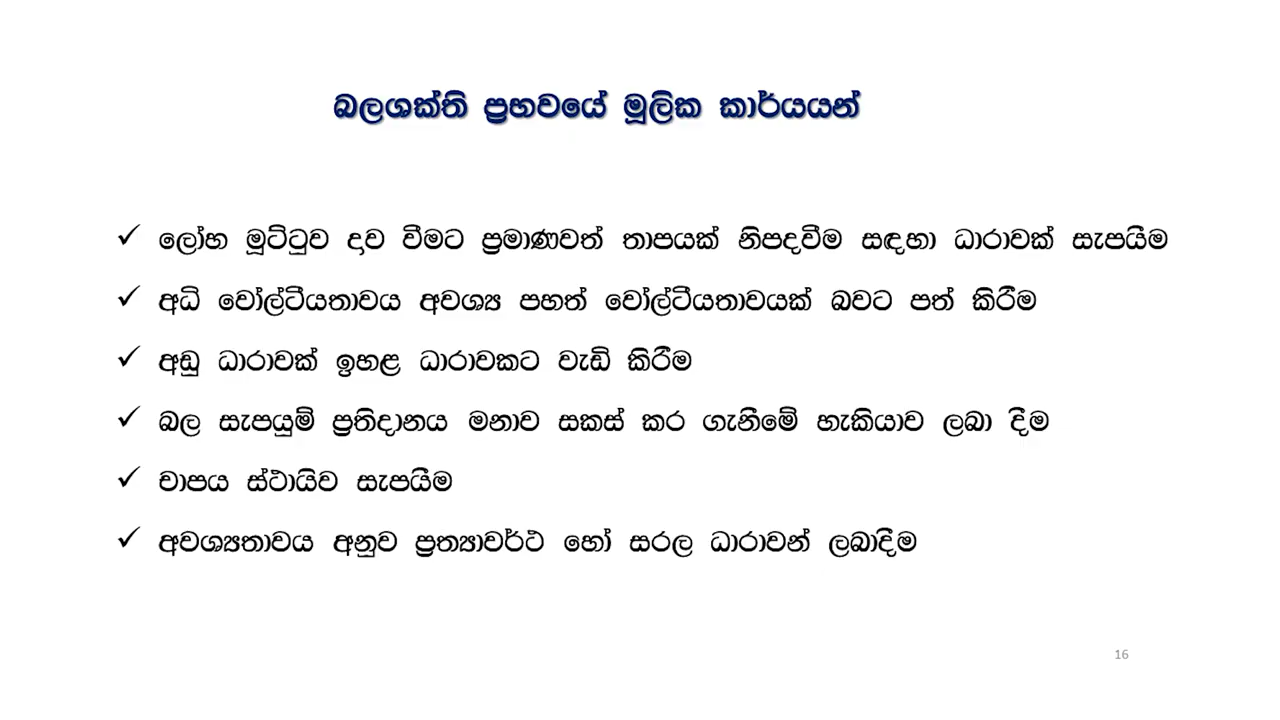 බලශක්ති ප්‍රභවයේ මූලික කාර්යයන්
✓ ලෝහ මූට්ටුව දාව වීමට ප්‍රමාණවත් තාපයක් නිපදවීම සඳහා ධාරාවක් සැපයීම
✓ අධි වෝල්ටීයතාවය අවශ්‍ය පහත් වෝල්ටීයතාවයක් බවට පත් කිරීම
✓ අඩු ධාරාවක් ඉහළ ධාරාවකට වැඩි කිරීම
✓ බල සැපයුම් ප්‍රතිදානය මනාව සකස් කර ගැනීමේ හැකියාව ලබා දීම
✓ චාපය ස්ථායිව සැපයීම
✓ අවශ්‍යතාවය අනුව ප්‍රත්‍යාවර්ථ හෝ සරල ධාරාවන් ලබාදීම
16